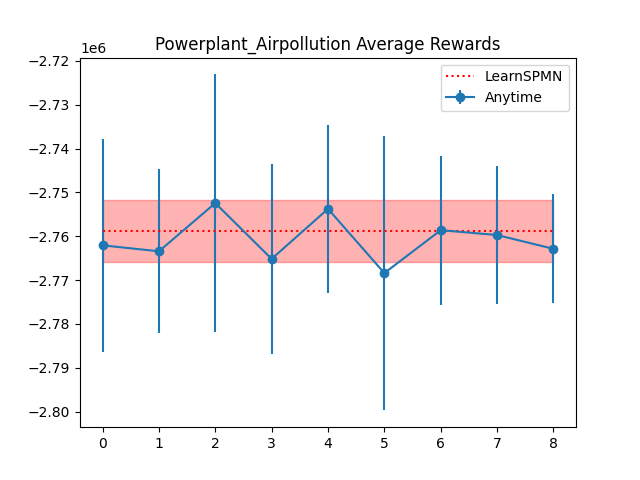 Powerplant_Airpollution Average Rewards
1e6
LearnSPMN
Anytime
−2.72
−2.73
−2.74
−2.75
−2.76
−2.77
−2.78
−2.79
−2.80
0 1 2 3 4 5 6 7 8